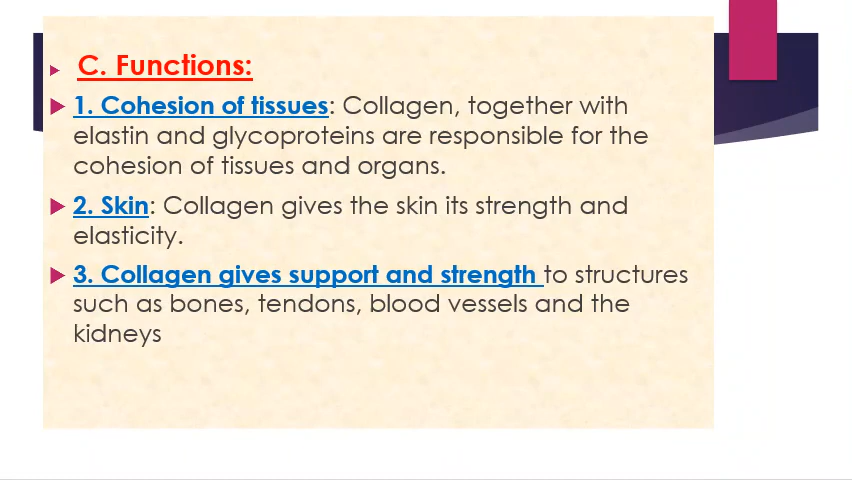 C. Functions:
1. Cohesion of tissues: Collagen, together with
elastin and glycoproteins are responsible for the
cohesion of tissues and organs.
2. Skin: Collagen gives the skin its strength and
elasticity.
3. Collagen gives support and strength to structures
such as bones, tendons, blood vessels and the
kidneys